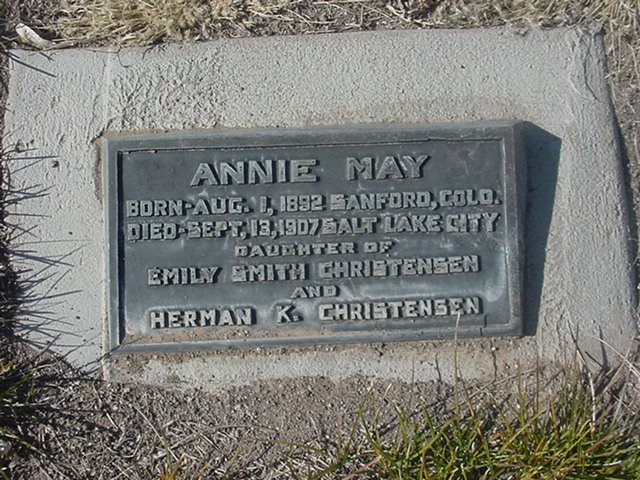 ANNIE MAY
BORN-AUG. 1, 1892 SANFORD, COLO.
DIED-SEPT. 13, 1907 SALT LAKE CITY
DAUGHTER OF
EMILY SMITH CHRISTENSEN
AND
HERMAN K. CHRISTENSEN